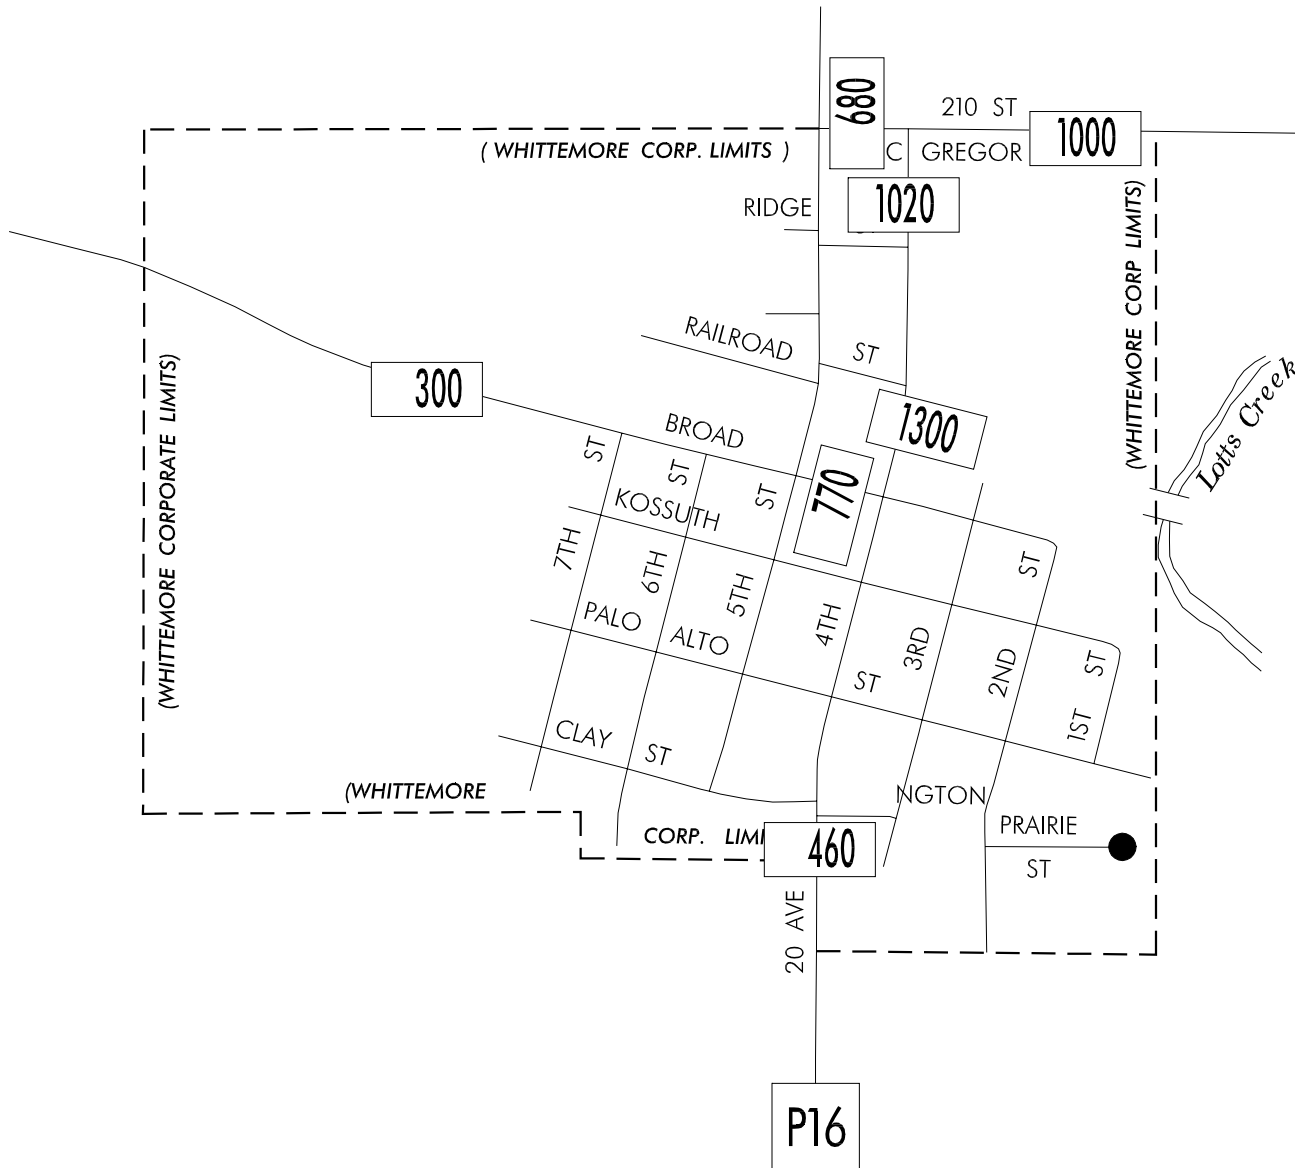 680
210 ST
1000
( WHITTEMORE CORP. LIMITS )
C GREGOR
RIDGE
1020
(WHITTEMORE CORP LIMITS)
RAILROAD ST
(WHITTEMORE CORPORATE LIMITS)
300
Lotts Creek
1300
BROAD
ST
ST
ST
770
KOSSUTH
ST
7TH
6TH
5TH
4TH
3RD
2ND
PALO ALTO ST
ST
1ST
CLAY ST
(WHITTEMORE
NGTON
PRAIRIE
ST
CORP.
460
20 AVE
P16